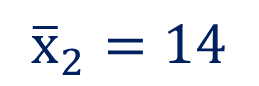 x̅₂ = 14